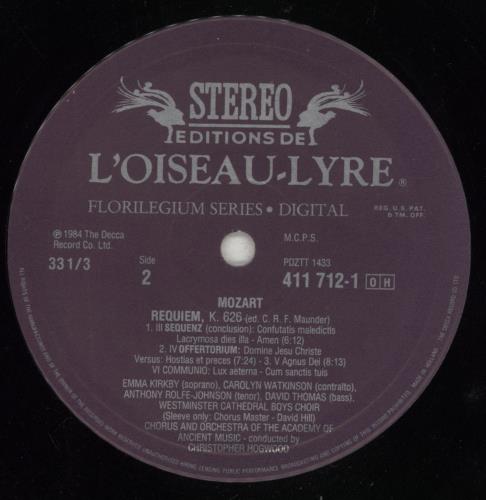 STEREO
EDITIONS DE
L'OISEAU-LYRE ®
FLORILEGIUM SERIES • DIGITAL
REG. U.S. PAT.
& TM. OFF.
℗ 1984 The Decca
Record Co. Ltd.
M.C.P.S.
33 1/3
Side
2
PDZTT 1433
411 712-1 O H
MOZART
REQUIEM, K. 626 (ed. C. R. F. Maunder)
1. III SEQUENZ (conclusion): Confutatis maledictis
Lacrymosa dies illa - Amen (6:12)
2. IV OFFERTORIUM: Domine Jesu Christe
Versus: Hostias et preces (7:24) - 3. V Agnus Dei (8:13)
VI COMMUNIO: Lux aeterna - Cum sanctis tuis
EMMA KIRKBY (soprano), CAROLYN WATKINSON (contralto),
ANTHONY ROLFE-JOHNSON (tenor), DAVID THOMAS (bass),
WESTMINSTER CATHEDRAL BOYS CHOIR
(Sleeve only: Chorus Master - David Hill)
CHORUS AND ORCHESTRA OF THE ACADEMY OF
ANCIENT MUSIC - conducted by
CHRISTOPHER HOGWOOD